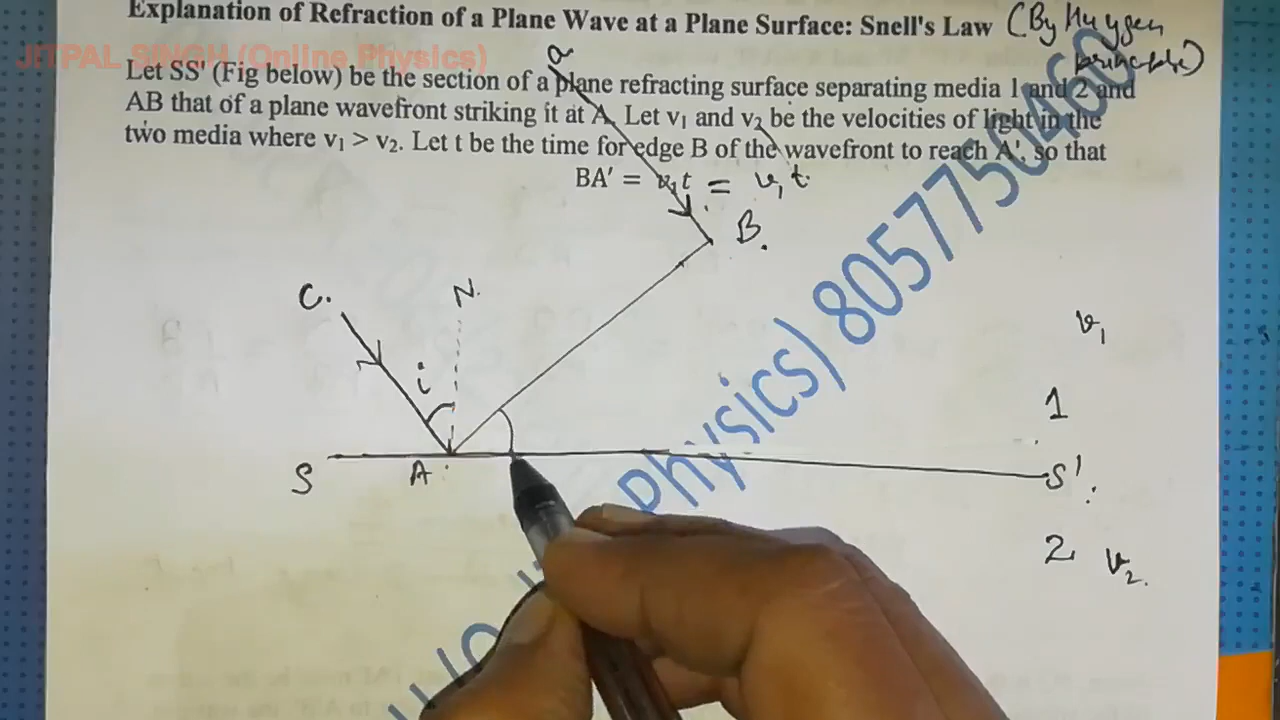 Explanation of Refraction of a Plane Wave at a Plane Surface: Snell's Law (By Huygen
principle)
JITPAL SINGH (Online Physics)
a
Let SS' (Fig below) be the section of a plane refracting surface separating media 1 and 2 and
AB that of a plane wavefront striking it at A. Let v₁ and v₂ be the velocities of light in the
two media where v₁ > v₂. Let t be the time for edge B of the wavefront to reach A', so that
BA' = v₁t = v₁t.
B.
C.
N.
v₁
i
1
S
A
S'
2
v₂.
Physics) 8057750460